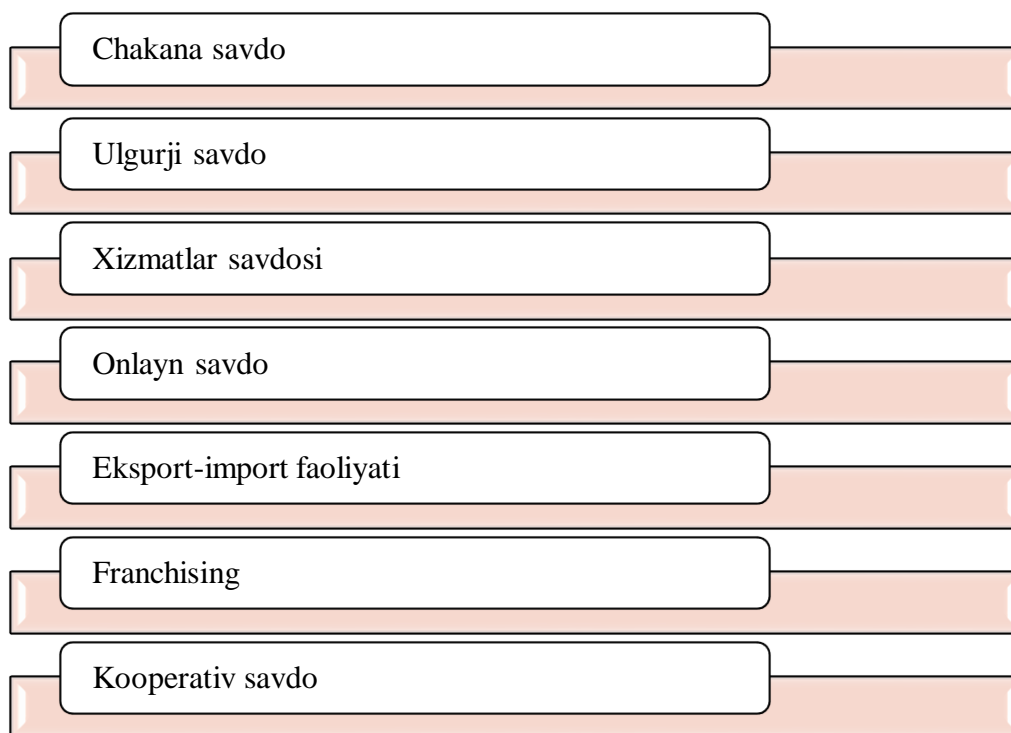 Chakana savdo
Ulgurji savdo
Xizmatlar savdosi
Onlayn savdo
Eksport-import faoliyati
Franchising
Kooperativ savdo